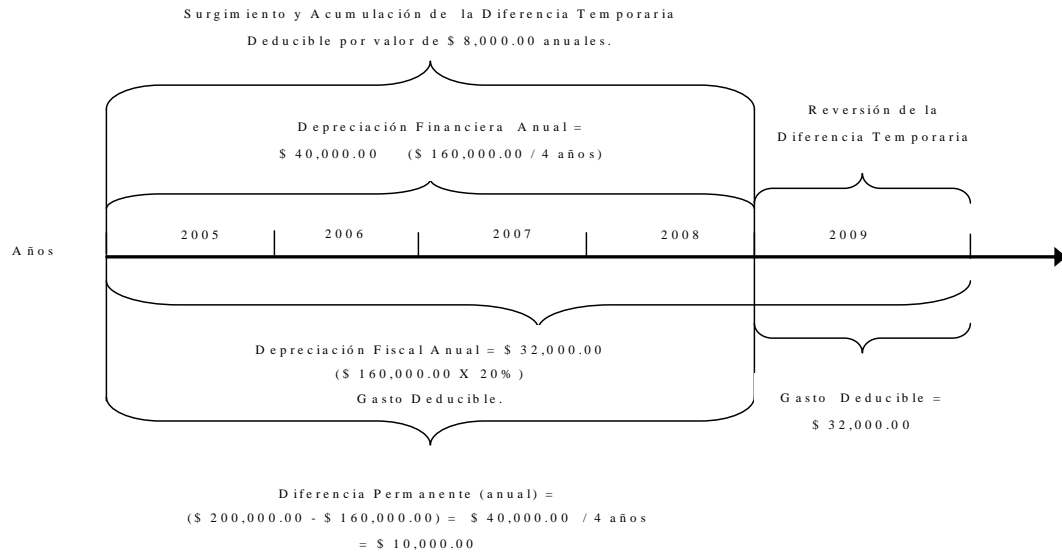 Surgimiento y Acumulación de la Diferencia Temporaria
Deducible por valor de $ 8,000.00 anuales.
Depreciación Financiera Anual =
$ 40,000.00 ($ 160,000.00 / 4 años)
Reversión de la
Diferencia Temporaria
Años
2005
2006
2007
2008
2009
Depreciación Fiscal Anual = $ 32,000.00
($ 160,000.00 X 20% )
Gasto Deducible.
Gasto Deducible =
$ 32,000.00
Diferencia Permanente (anual) =
($ 200,000.00 - $ 160,000.00) = $ 40,000.00 / 4 años
= $ 10,000.00